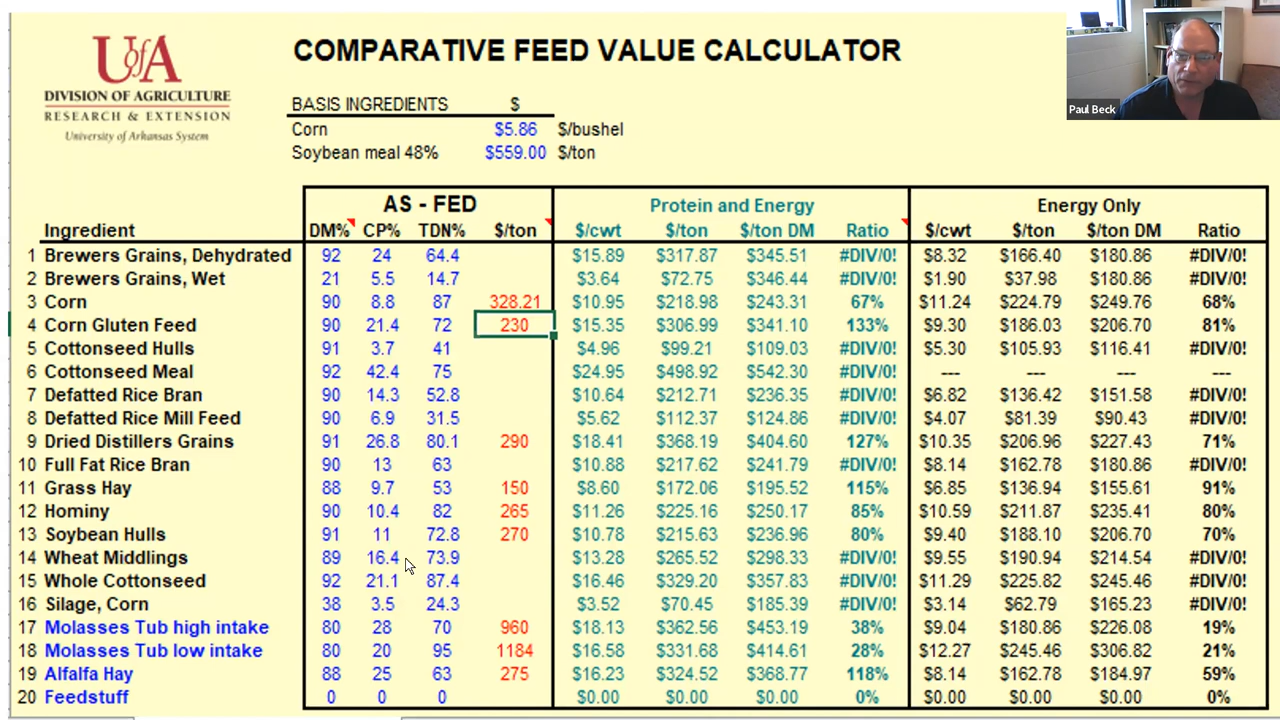 UofA
DIVISION OF AGRICULTURE
RESEARCH & EXTENSION
University of Arkansas System
COMPARATIVE FEED VALUE CALCULATOR
Paul Beck
BASIS INGREDIENTS $
Corn $5.86 $/bushel
Soybean meal 48% $559.00 $/ton
AS - FED Protein and Energy Energy Only
Ingredient DM% CP% TDN% $/ton $/cwt $/ton $/ton DM Ratio $/cwt $/ton $/ton DM Ratio
1 Brewers Grains, Dehydrated 92 24 64.4 $15.89 $317.87 $345.51 #DIV/0! $8.32 $166.40 $180.86 #DIV/0!
2 Brewers Grains, Wet 21 5.5 14.7 $3.64 $72.75 $346.44 #DIV/0! $1.90 $37.98 $180.86 #DIV/0!
3 Corn 90 8.8 87 328.21 $10.95 $218.98 $243.31 67% $11.24 $224.79 $249.76 68%
4 Corn Gluten Feed 90 21.4 72 230 $15.35 $306.99 $341.10 133% $9.30 $186.03 $206.70 81%
5 Cottonseed Hulls 91 3.7 41 $4.96 $99.21 $109.03 #DIV/0! $5.30 $105.93 $116.41 #DIV/0!
6 Cottonseed Meal 92 42.4 75 $24.95 $498.92 $542.30 #DIV/0! --- --- --- ---
7 Defatted Rice Bran 90 14.3 52.8 $10.64 $212.71 $236.35 #DIV/0! $6.82 $136.42 $151.58 #DIV/0!
8 Defatted Rice Mill Feed 90 6.9 31.5 $5.62 $112.37 $124.86 #DIV/0! $4.07 $81.39 $90.43 #DIV/0!
9 Dried Distillers Grains 91 26.8 80.1 290 $18.41 $368.19 $404.60 127% $10.35 $206.96 $227.43 71%
10 Full Fat Rice Bran 90 13 63 $10.88 $217.62 $241.79 #DIV/0! $8.14 $162.78 $180.86 #DIV/0!
11 Grass Hay 88 9.7 53 150 $8.60 $172.06 $195.52 115% $6.85 $136.94 $155.61 91%
12 Hominy 90 10.4 82 265 $11.26 $225.16 $250.17 85% $10.59 $211.87 $235.41 80%
13 Soybean Hulls 91 11 72.8 270 $10.78 $215.63 $236.96 80% $9.40 $188.10 $206.70 70%
14 Wheat Middlings 89 16.4 73.9 $13.28 $265.52 $298.33 #DIV/0! $9.55 $190.94 $214.54 #DIV/0!
15 Whole Cottonseed 92 21.1 87.4 $16.46 $329.20 $357.83 #DIV/0! $11.29 $225.82 $245.46 #DIV/0!
16 Silage, Corn 38 3.5 24.3 $3.52 $70.45 $185.39 #DIV/0! $3.14 $62.79 $165.23 #DIV/0!
17 Molasses Tub high intake 80 28 70 960 $18.13 $362.56 $453.19 38% $9.04 $180.86 $226.08 19%
18 Molasses Tub low intake 80 20 95 1184 $16.58 $331.68 $414.61 28% $12.27 $245.46 $306.82 21%
19 Alfalfa Hay 88 25 63 275 $16.23 $324.52 $368.77 118% $8.14 $162.78 $184.97 59%
20 Feedstuff 0 0 0 $0.00 $0.00 $0.00 0% $0.00 $0.00 $0.00 0%